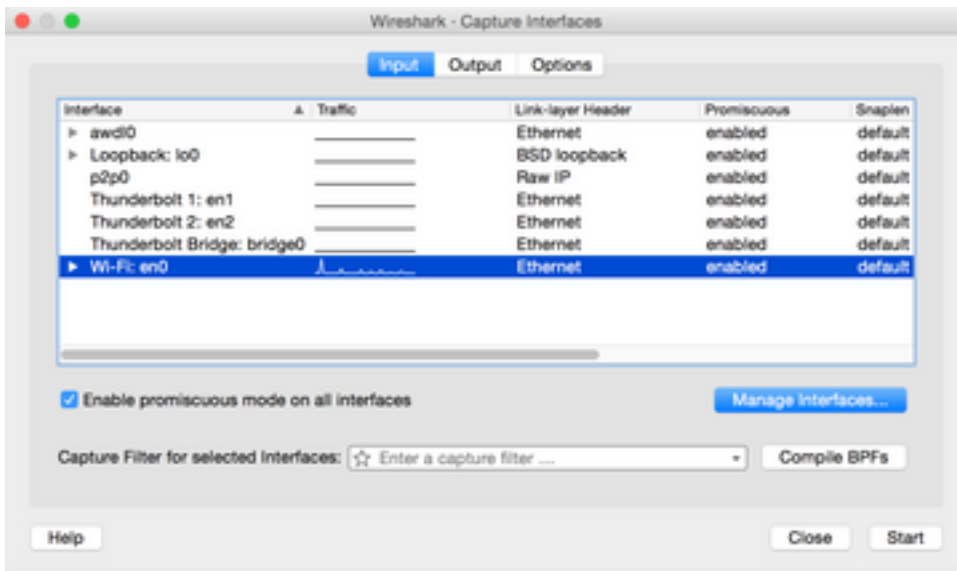 Wireshark - Capture Interfaces
Input Output Options
Interface Traffic Link-layer Header Promiscuous Snaplen
awdl0 Ethernet enabled default
Loopback: lo0 BSD loopback enabled default
p2p0 Raw IP enabled default
Thunderbolt 1: en1 Ethernet enabled default
Thunderbolt 2: en2 Ethernet enabled default
Thunderbolt Bridge: bridge0 Ethernet enabled default
Wi-Fi: en0 Ethernet enabled default
Enable promiscuous mode on all interfaces Manage Interfaces...
Capture Filter for selected Interfaces: Enter a capture filter ... Compile BPFs
Help Close Start